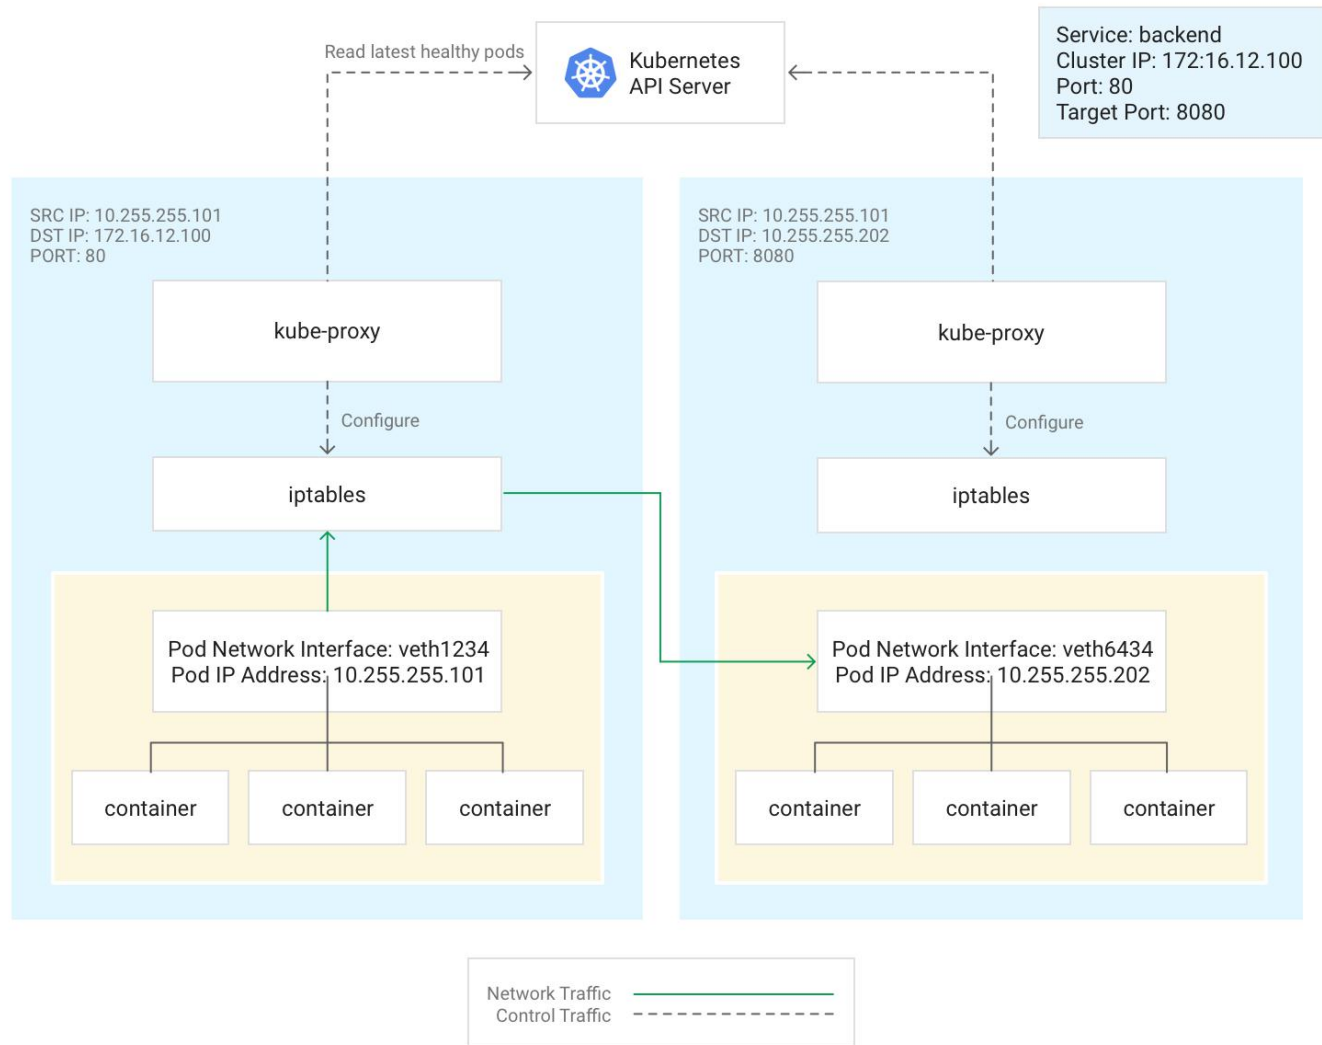 Read latest healthy pods
Kubernetes
API Server
Service: backend
Cluster IP: 172:16.12.100
Port: 80
Target Port: 8080
SRC IP: 10.255.255.101
DST IP: 172.16.12.100
PORT: 80
kube-proxy
Configure
iptables
Pod Network Interface: veth1234
Pod IP Address: 10.255.255.101
container
container
container
SRC IP: 10.255.255.101
DST IP: 10.255.255.202
PORT: 8080
kube-proxy
Configure
iptables
Pod Network Interface: veth6434
Pod IP Address: 10.255.255.202
container
container
container
Network Traffic
Control Traffic